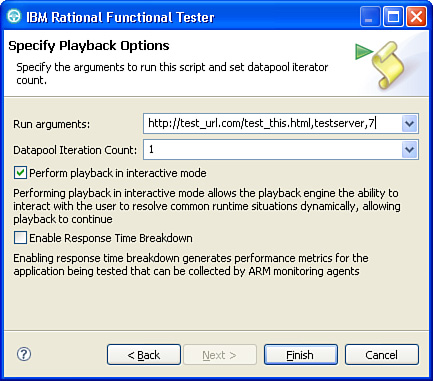 IBM Rational Functional Tester
Specify Playback Options
Specify the arguments to run this script and set datapool iterator
count.
Run arguments: http://test_url.com/test_this.html,testserver,7
Datapool Iteration Count: 1
Perform playback in interactive mode
Performing playback in interactive mode allows the playback engine the ability to
interact with the user to resolve common runtime situations dynamically, allowing
playback to continue
Enable Response Time Breakdown
Enabling response time breakdown generates performance metrics for the
application being tested that can be collected by ARM monitoring agents
? < Back Next > Finish Cancel